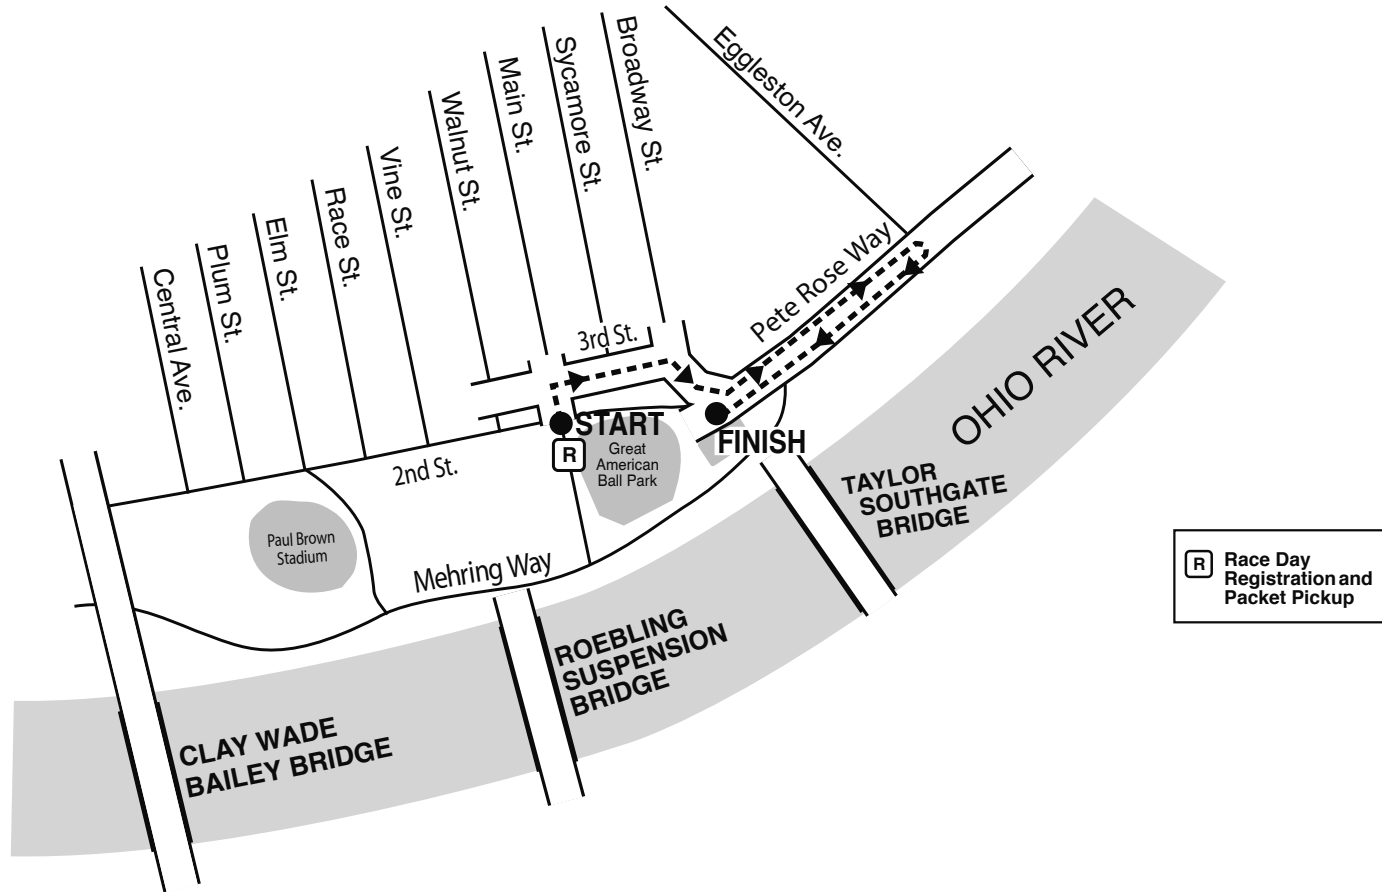 Central Ave.
Plum St.
Elm St.
Race St.
Vine St.
Walnut St.
Main St.
Sycamore St.
Broadway St.
Eggleston Ave.
3rd St.
Pete Rose Way
START
R
Great
American
Ball Park
FINISH
2nd St.
Paul Brown
Stadium
Mehring Way
OHIO RIVER
TAYLOR
SOUTHGATE
BRIDGE
ROEBLING
SUSPENSION
BRIDGE
CLAY WADE
BAILEY BRIDGE
R
Race Day
Registration and
Packet Pickup